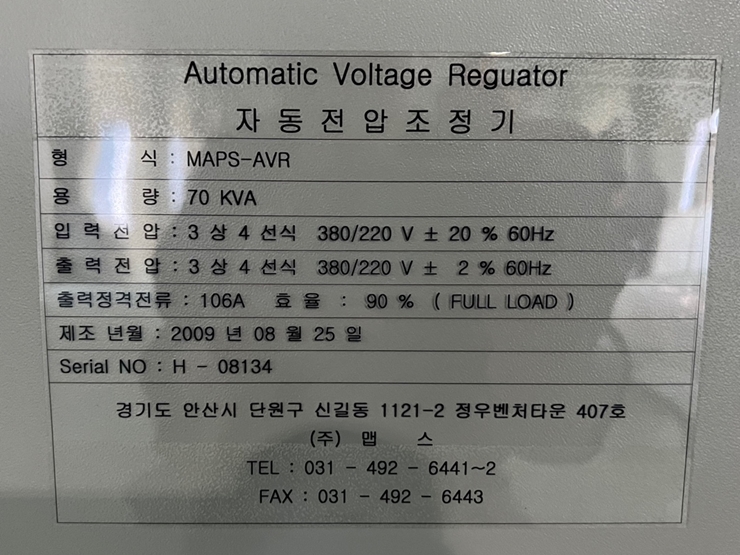 Automatic Voltage Reguator
자 동 전 압 조 정 기
형 식 : MAPS-AVR
용 량 : 70 KVA
입 력 전 압 : 3 상 4 선식 380/220 V ± 20 % 60Hz
출 력 전 압 : 3 상 4 선식 380/220 V ± 2 % 60Hz
출력정격전류 : 106A 효 율 : 90 % ( FULL LOAD )
제조 년월 : 2009 년 08 월 25 일
Serial NO : H - 08134
경기도 안산시 단원구 신길동 1121-2 정우벤처타운 407호
(주) 맵 스
TEL : 031 - 492 - 6441~2
FAX : 031 - 492 - 6443